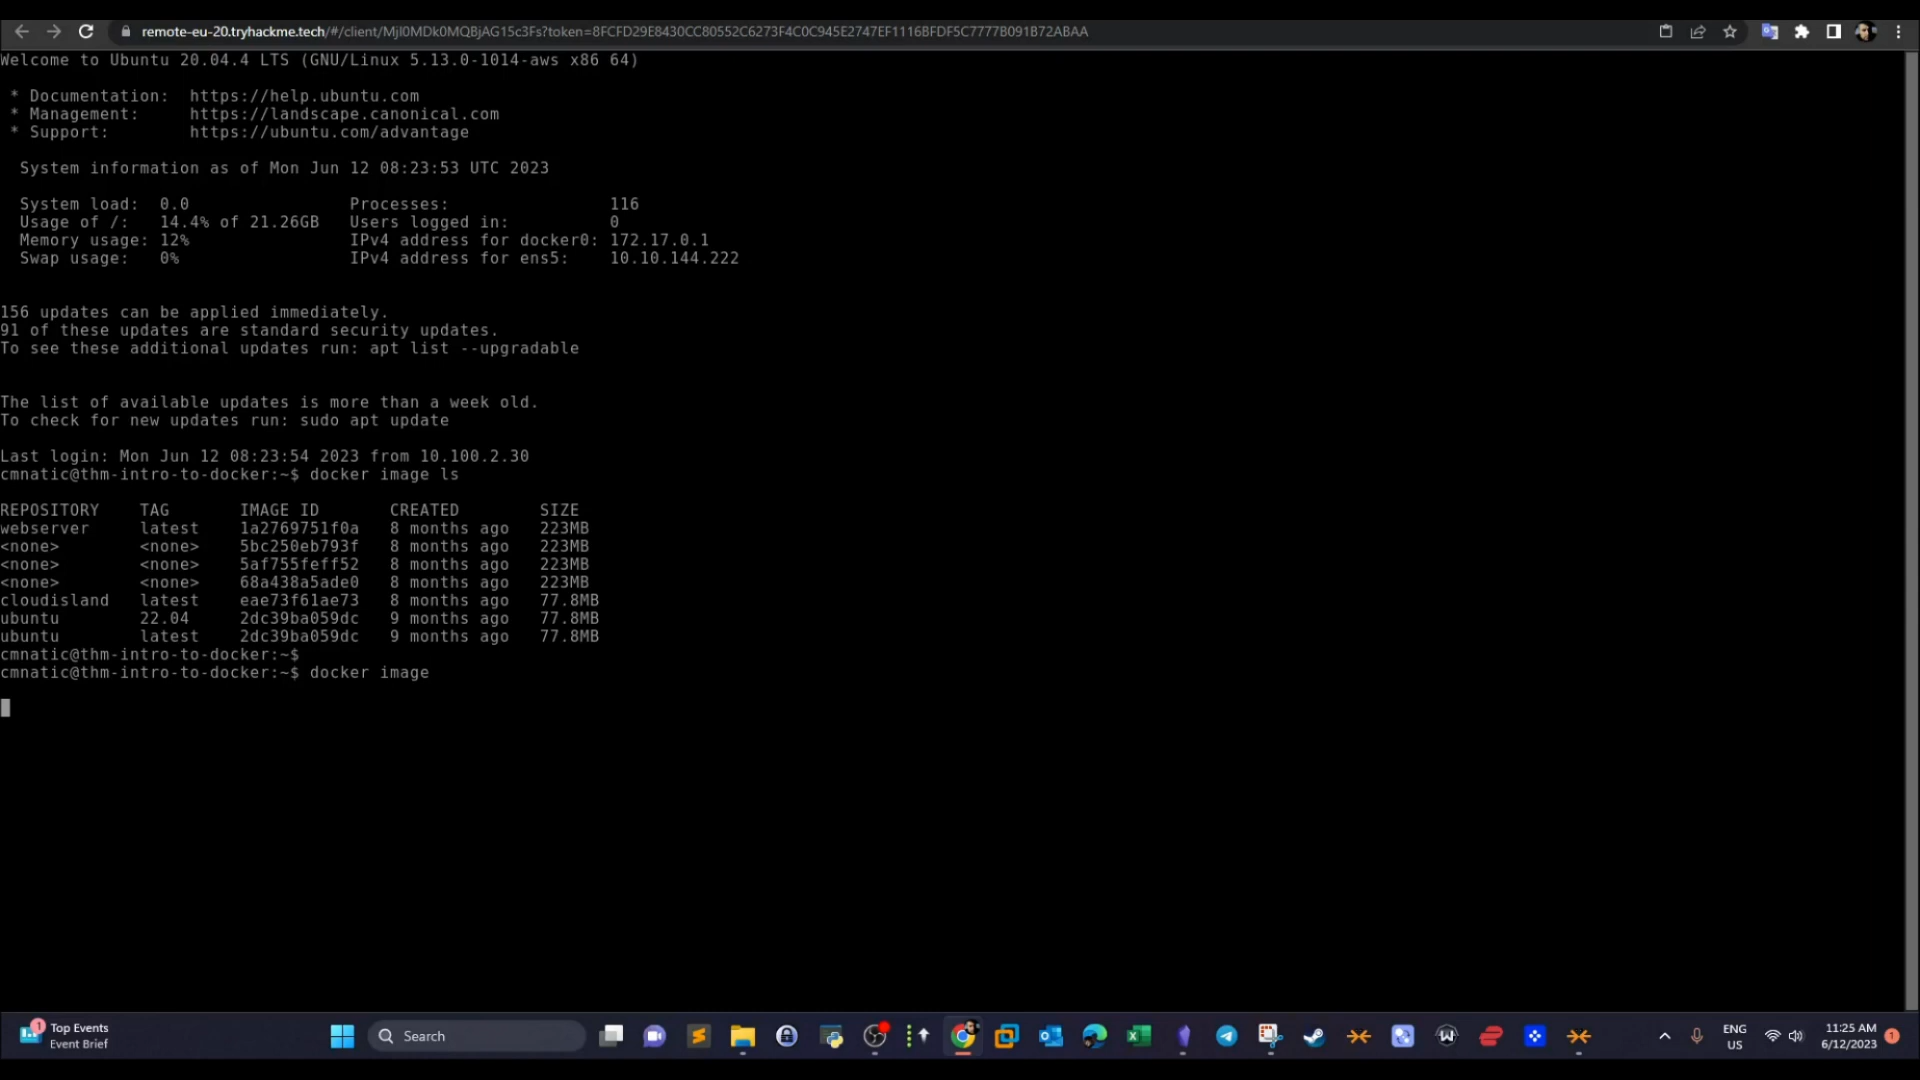 remote-eu-20.tryhackme.tech/#/client/MjI0MDk0MQBjAG15c3Fs?token=8FCFD29E8430CC80552C6273F4C0C945E2747EF1116BFDF5C7777B091B72ABAA
Welcome to Ubuntu 20.04.4 LTS (GNU/Linux 5.13.0-1014-aws x86 64)
* Documentation: https://help.ubuntu.com
* Management: https://landscape.canonical.com
* Support: https://ubuntu.com/advantage
System information as of Mon Jun 12 08:23:53 UTC 2023
System load: 0.0 Processes: 116
Usage of /: 14.4% of 21.26GB Users logged in: 0
Memory usage: 12% IPv4 address for docker0: 172.17.0.1
Swap usage: 0% IPv4 address for ens5: 10.10.144.222
156 updates can be applied immediately.
91 of these updates are standard security updates.
To see these additional updates run: apt list --upgradable
The list of available updates is more than a week old.
To check for new updates run: sudo apt update
Last login: Mon Jun 12 08:23:54 2023 from 10.100.2.30
cmnatic@thm-intro-to-docker:~$ docker image ls
REPOSITORY TAG IMAGE ID CREATED SIZE
webserver latest 1a2769751f0a 8 months ago 223MB
<none> <none> 5bc250eb793f 8 months ago 223MB
<none> <none> 5af755feff52 8 months ago 223MB
<none> <none> 68a438a5ade0 8 months ago 223MB
cloudisland latest eae73f61ae73 8 months ago 77.8MB
ubuntu 22.04 2dc39ba059dc 9 months ago 77.8MB
ubuntu latest 2dc39ba059dc 9 months ago 77.8MB
cmnatic@thm-intro-to-docker:~$
cmnatic@thm-intro-to-docker:~$ docker image
1
Top Events
Event Brief
Search
ENG
US
11:25 AM
6/12/2023
1